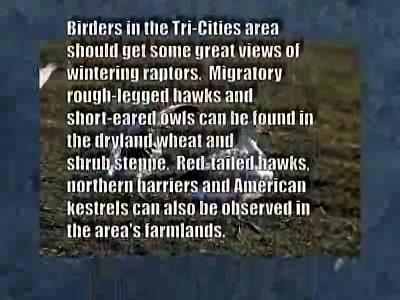 Birders in the Tri-Cities area
should get some great views of
wintering raptors. Migratory
rough-legged hawks and
short-eared owls can be found in
the dryland wheat and
shrub steppe. Red-tailed hawks,
northern harriers and American
kestrels can also be observed in
the area's farmlands.